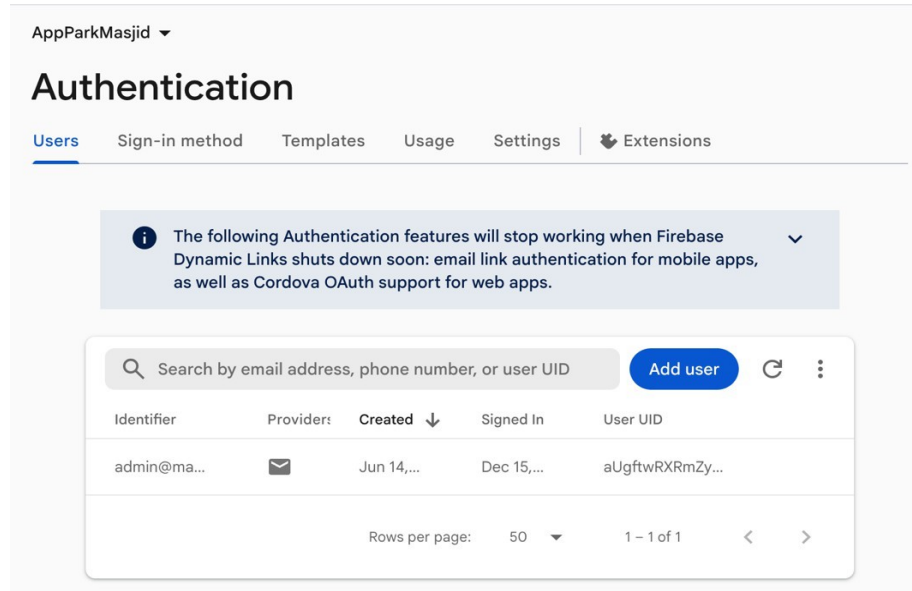 AppParkMasjid
Authentication
Users Sign-in method Templates Usage Settings Extensions
The following Authentication features will stop working when Firebase
Dynamic Links shuts down soon: email link authentication for mobile apps,
as well as Cordova OAuth support for web apps.
Search by email address, phone number, or user UID Add user
Identifier Providers Created Signed In User UID
admin@ma... Jun 14,... Dec 15,... aUgftwRXRmZy...
Rows per page: 50 1 – 1 of 1